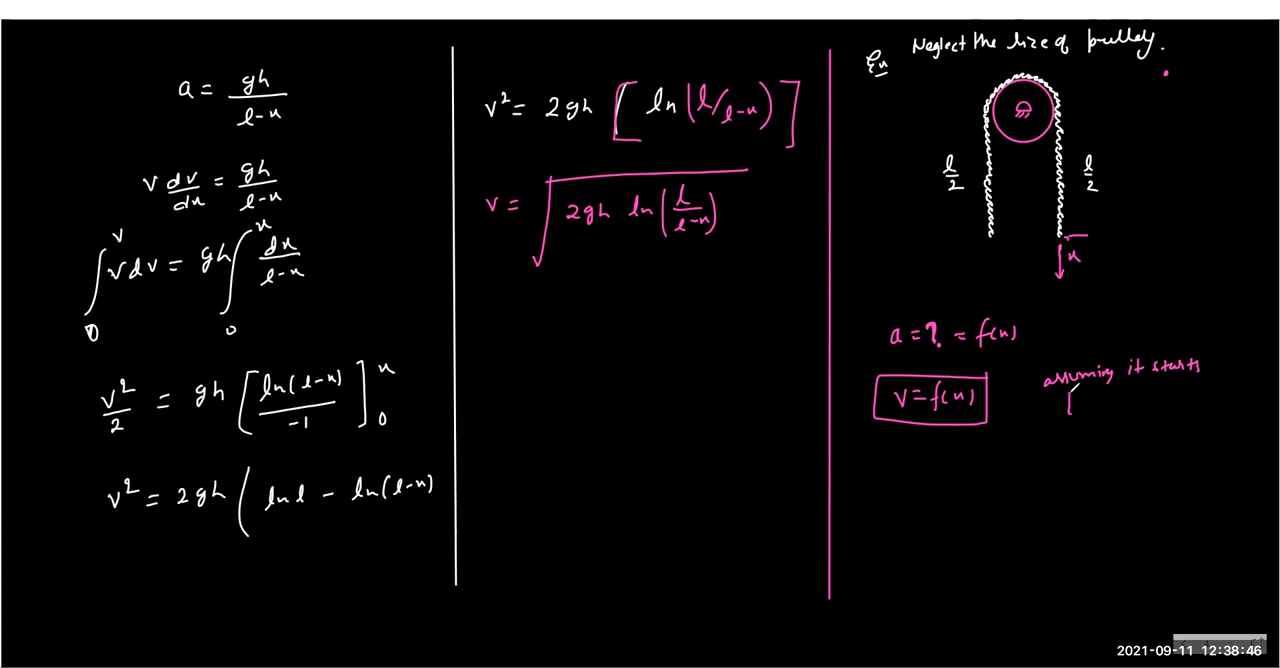 a = gh/(l-x)
v dv/dx = gh/(l-x)
∫₀^v v dv = gh ∫₀^x dx/(l-x)
v²/2 = gh [ln(l-x)/-1]₀^x
v² = 2gh ( ln l - ln(l-x)
v² = 2gh [ ln (l/l-x) ]
v = √(2gh ln (l/(l-x)))
Ex Neglect the size of pulley.
l/2
l/2
x
a = ? = f(x)
assuming it starts
v = f(x)
2021-09-11 12:38:46